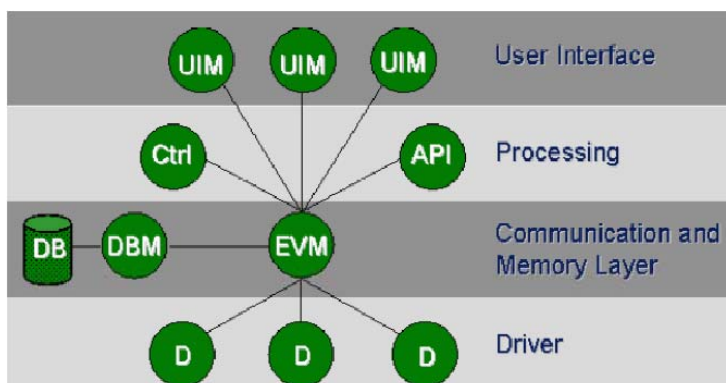 UIM UIM UIM User Interface
Ctrl API Processing
DB DBM EVM Communication and
Memory Layer
D D D Driver